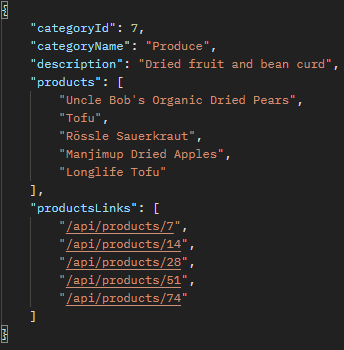 {
"categoryId": 7,
"categoryName": "Produce",
"description": "Dried fruit and bean curd",
"products": [
"Uncle Bob's Organic Dried Pears",
"Tofu",
"Rössle Sauerkraut",
"Manjimup Dried Apples",
"Longlife Tofu"
],
"productsLinks": [
"/api/products/7",
"/api/products/14",
"/api/products/28",
"/api/products/51",
"/api/products/74"
]
}